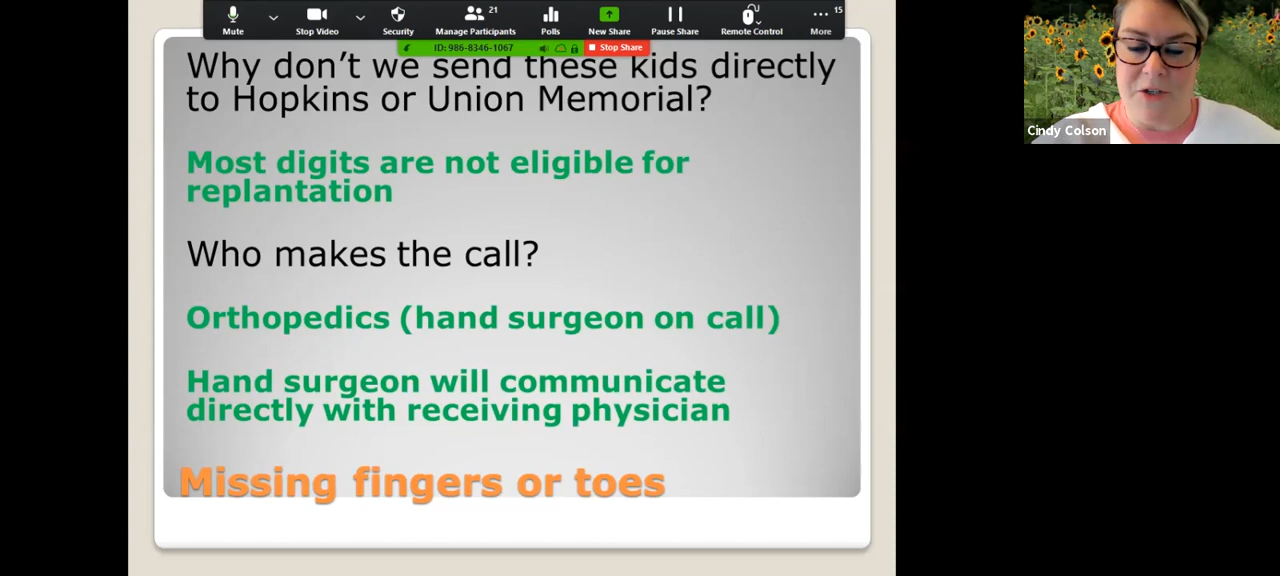 Mute
Stop Video
Security
21
Manage Participants
Polls
New Share
Pause Share
Remote Control
15
More
ID: 986-8346-1067
Stop Share
Cindy Colson
Why don’t we send these kids directly
to Hopkins or Union Memorial?
Most digits are not eligible for
replantation
Who makes the call?
Orthopedics (hand surgeon on call)
Hand surgeon will communicate
directly with receiving physician
Missing fingers or toes